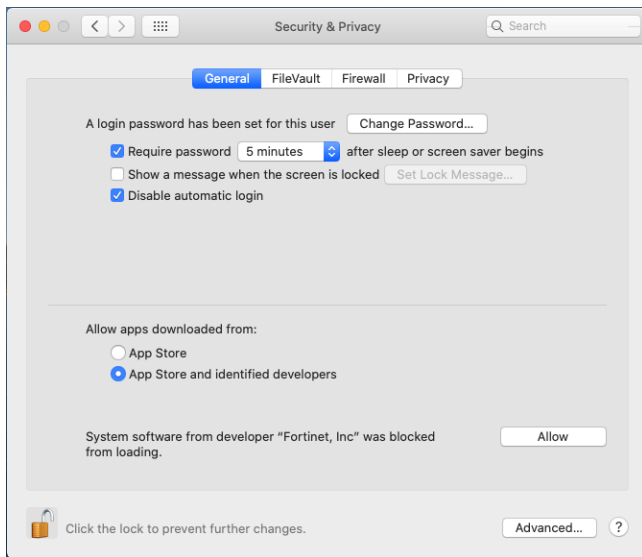 Security & Privacy
Search
General FileVault Firewall Privacy
A login password has been set for this user Change Password...
Require password 5 minutes after sleep or screen saver begins
Show a message when the screen is locked Set Lock Message...
Disable automatic login
Allow apps downloaded from:
App Store
App Store and identified developers
System software from developer “Fortinet, Inc” was blocked
from loading.
Allow
Click the lock to prevent further changes.
Advanced... ?